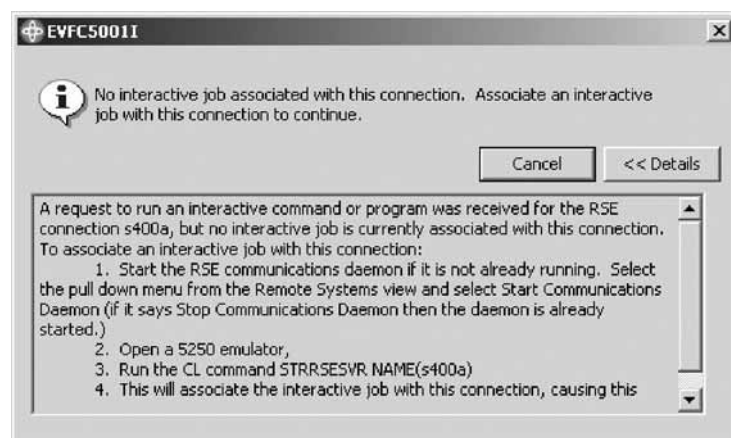 EVFC5001I
No interactive job associated with this connection. Associate an interactive
job with this connection to continue.
Cancel
<< Details
A request to run an interactive command or program was received for the RSE
connection s400a, but no interactive job is currently associated with this connection.
To associate an interactive job with this connection:
1. Start the RSE communications daemon if it is not already running. Select
the pull down menu from the Remote Systems view and select Start Communications
Daemon (if it says Stop Communications Daemon then the daemon is already
started.)
2. Open a 5250 emulator,
3. Run the CL command STRRSESVR NAME(s400a)
4. This will associate the interactive job with this connection, causing this